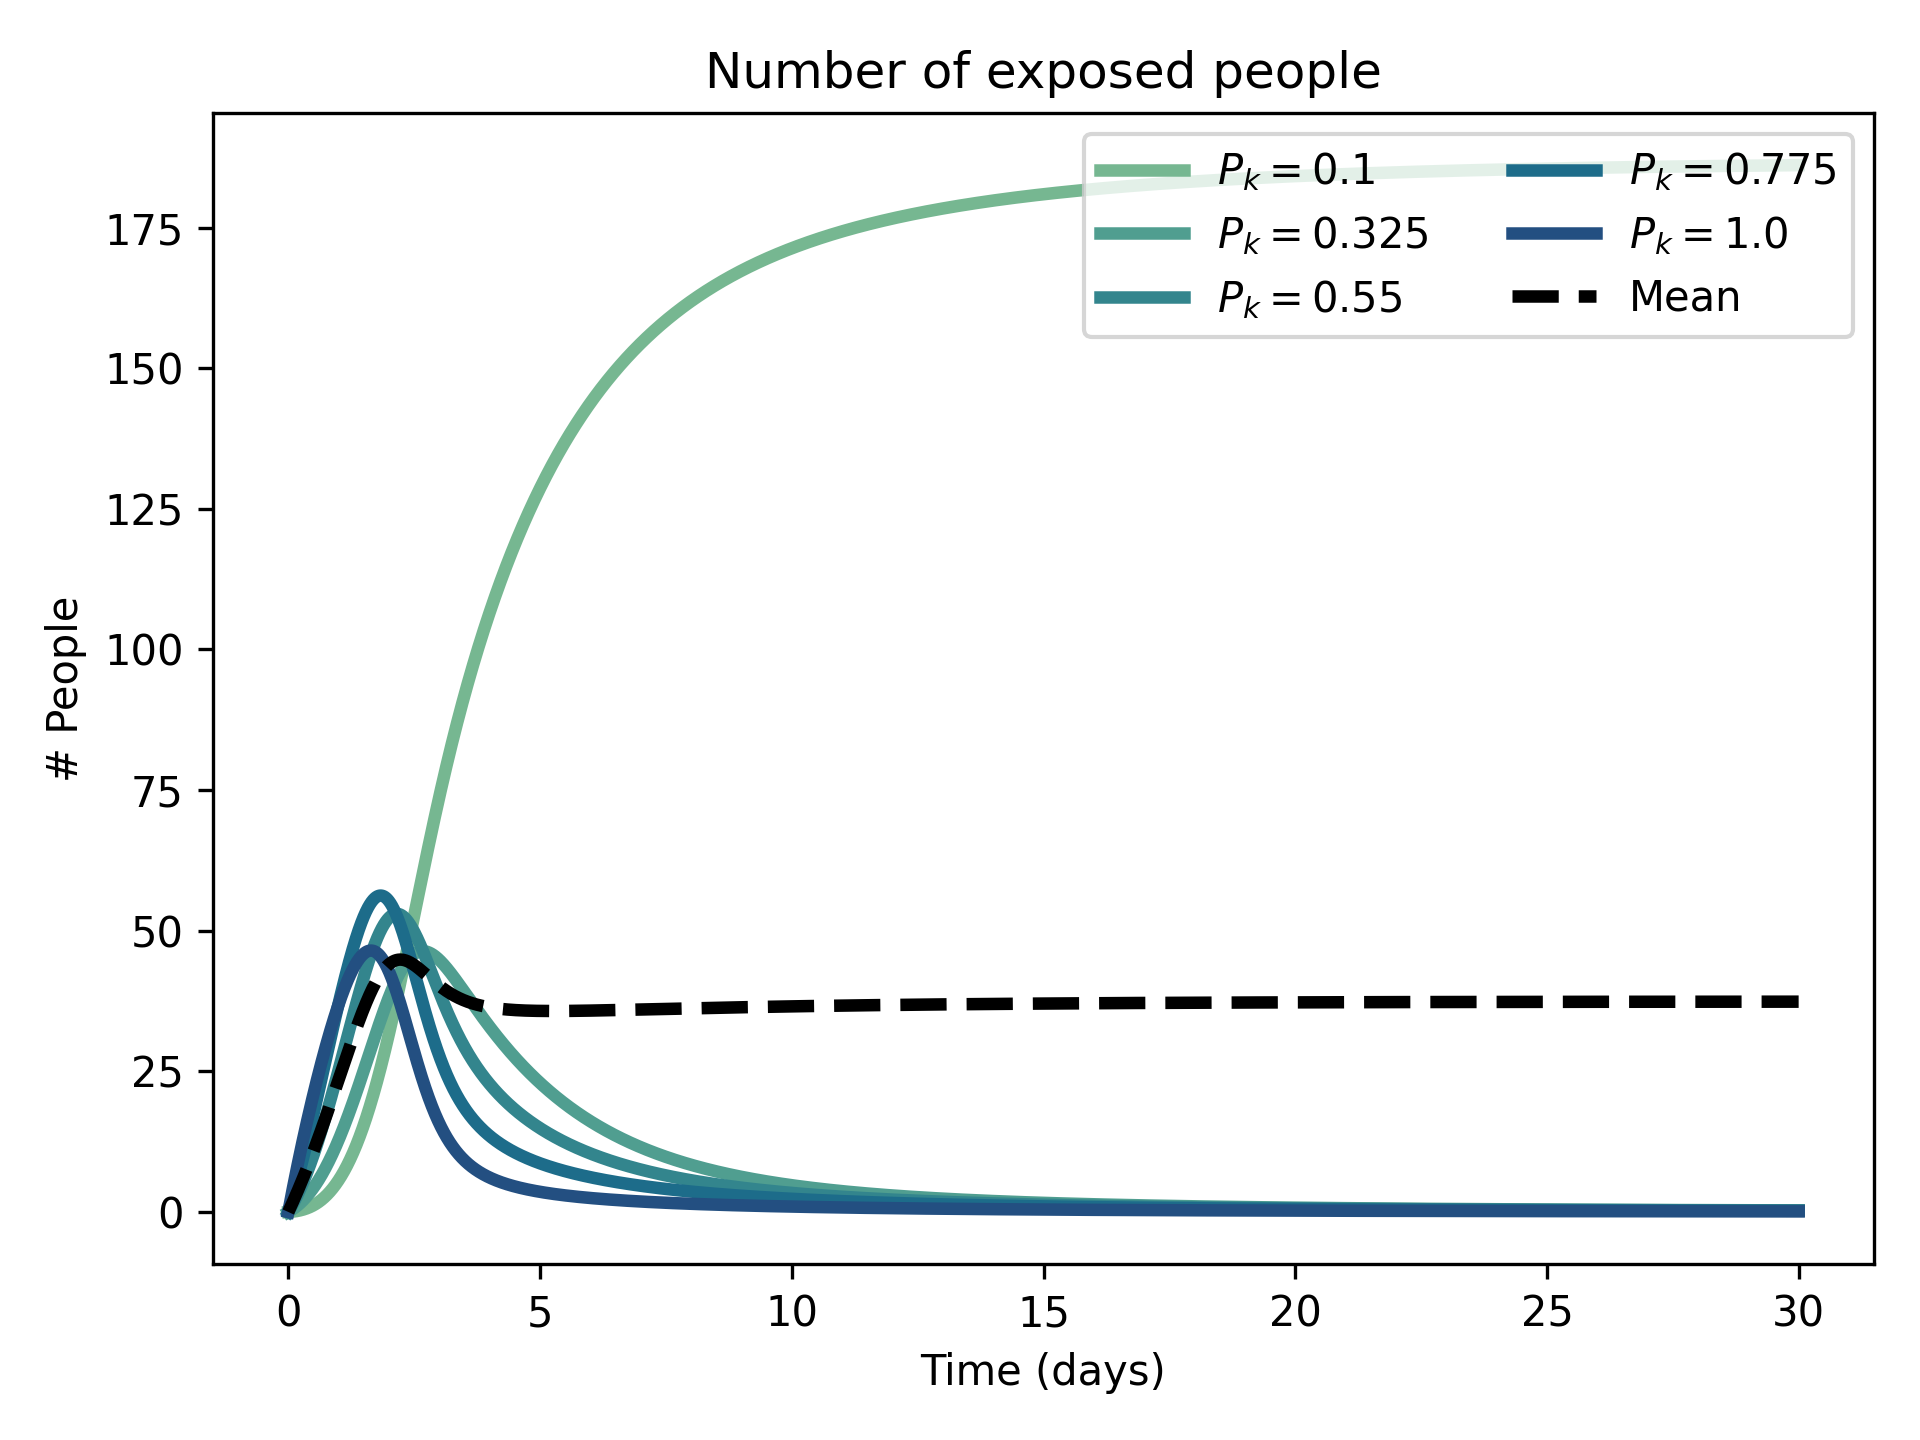 Number of exposed people
P_k = 0.1
P_k = 0.325
P_k = 0.55
P_k = 0.775
P_k = 1.0
Mean
# People
175
150
125
100
75
50
25
0
0 5 10 15 20 25 30
Time (days)